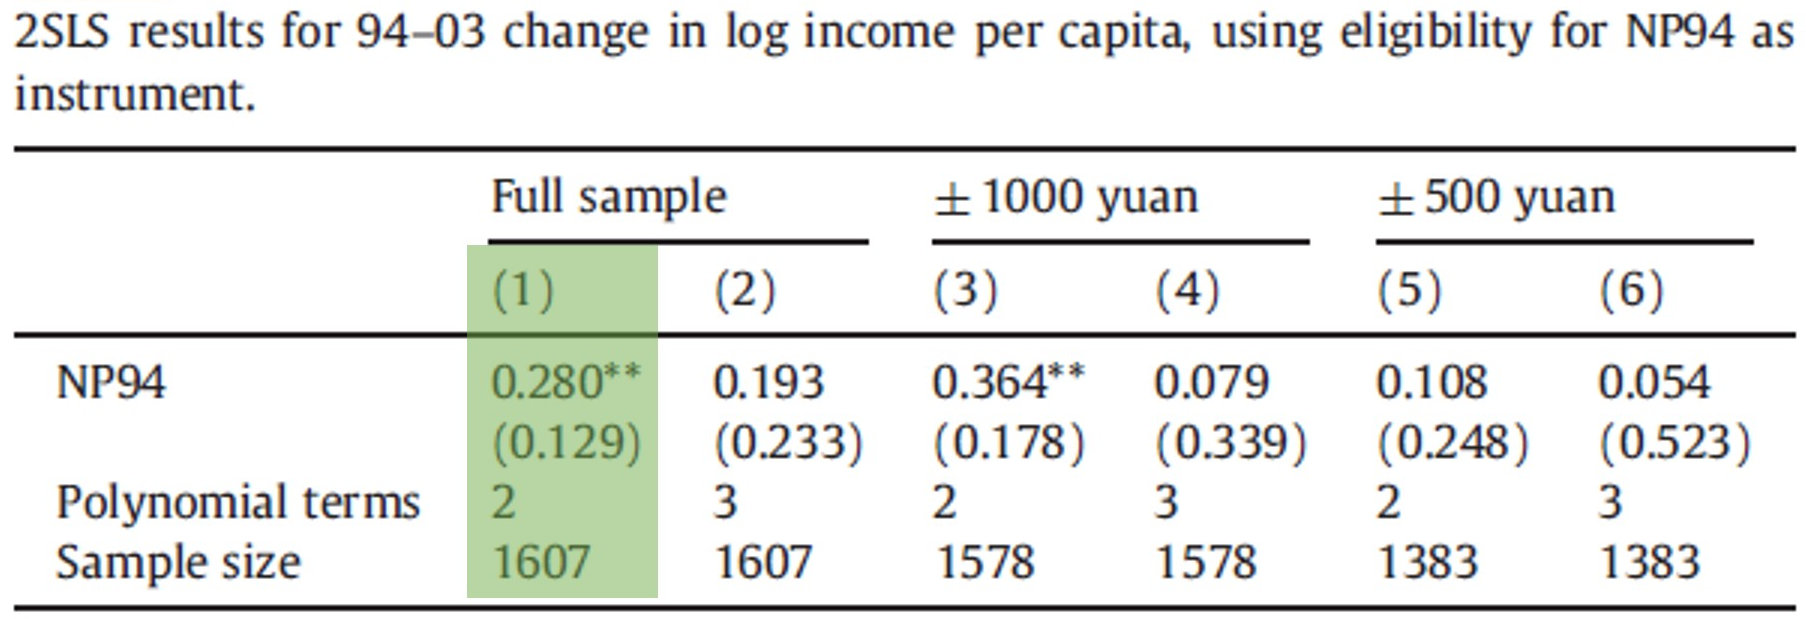 2SLS results for 94–03 change in log income per capita, using eligibility for NP94 as
instrument.
Full sample ± 1000 yuan ± 500 yuan
(1) (2) (3) (4) (5) (6)
NP94 0.280** 0.193 0.364** 0.079 0.108 0.054
(0.129) (0.233) (0.178) (0.339) (0.248) (0.523)
Polynomial terms 2 3 2 3 2 3
Sample size 1607 1607 1578 1578 1383 1383